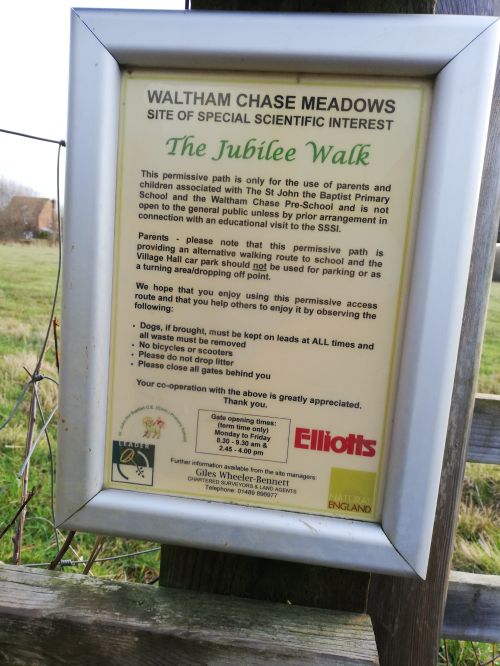 WALTHAM CHASE MEADOWS
SITE OF SPECIAL SCIENTIFIC INTEREST
The Jubilee Walk
This permissive path is only for the use of parents and
children associated with The St John the Baptist Primary
School and the Waltham Chase Pre-School and is not
open to the general public unless by prior arrangement in
connection with an educational visit to the SSSI.
Parents - please note that this permissive path is
providing an alternative walking route to school and the
Village Hall car park should not be used for parking or as
a turning area/dropping off point.
We hope that you enjoy using this permissive access
route and that you help others to enjoy it by observing the
following:
· Dogs, if brought, must be kept on leads at ALL times and
all waste must be removed
· No bicycles or scooters
· Please do not drop litter
· Please close all gates behind you
Your co-operation with the above is greatly appreciated.
Thank you.
Gate opening times:
(term time only)
Monday to Friday
8.30 - 9.30 am &
2.45 - 4.00 pm
Elliotts
LEADER
Further information available from the site managers:
Giles Wheeler-Bennett
CHARTERED SURVEYORS & LAND AGENTS
Telephone: 01489 896977
NATURAL
ENGLAND